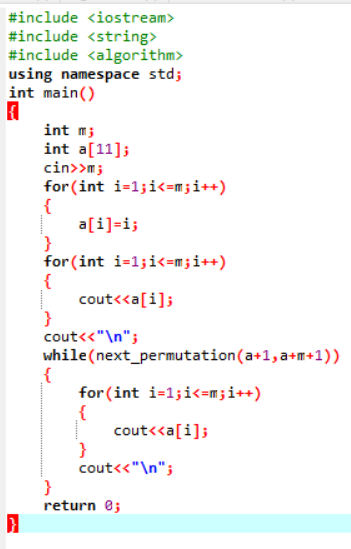 #include <iostream>
#include <string>
#include <algorithm>
using namespace std;
int main()
{
    int m;
    int a[11];
    cin>>m;
    for(int i=1;i<=m;i++)
    {
        a[i]=i;
    }
    for(int i=1;i<=m;i++)
    {
        cout<<a[i];
    }
    cout<<"\n";
    while(next_permutation(a+1,a+m+1))
    {
        for(int i=1;i<=m;i++)
        {
            cout<<a[i];
        }
        cout<<"\n";
    }
    return 0;
}